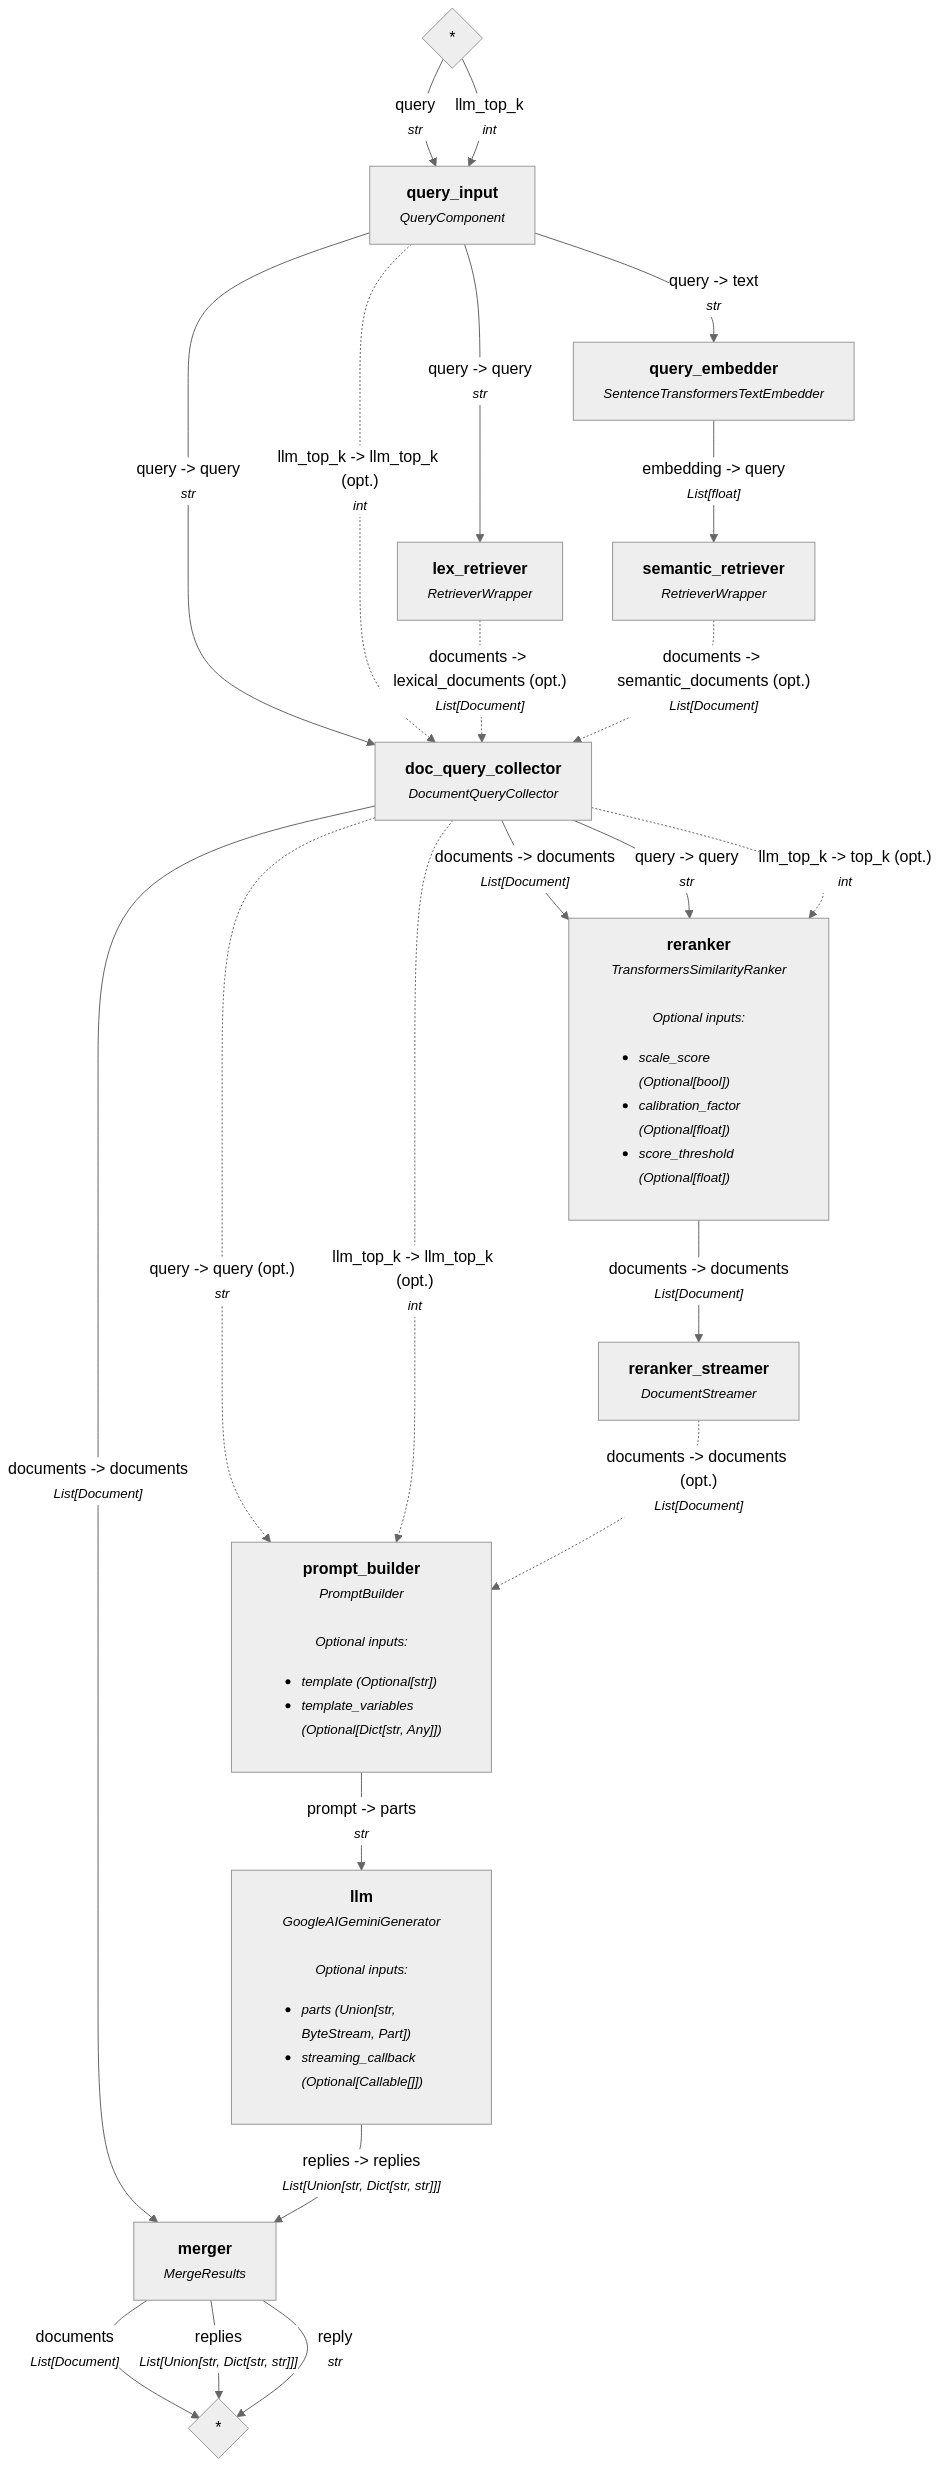 *
query
str
llm_top_k
int
query_input
QueryComponent
query -> text
str
query_embedder
SentenceTransformersTextEmbedder
query -> query
str
llm_top_k -> llm_top_k
(opt.)
int
query -> query
str
embedding -> query
List[float]
lex_retriever
RetrieverWrapper
semantic_retriever
RetrieverWrapper
documents ->
lexical_documents (opt.)
List[Document]
documents ->
semantic_documents (opt.)
List[Document]
doc_query_collector
DocumentQueryCollector
documents -> documents
List[Document]
query -> query
str
llm_top_k -> top_k (opt.)
int
reranker
TransformersSimilarityRanker
Optional inputs:
• scale_score
(Optional[bool])
• calibration_factor
(Optional[float])
• score_threshold
(Optional[float])
query -> query (opt.)
str
llm_top_k -> llm_top_k
(opt.)
int
documents -> documents
List[Document]
reranker_streamer
DocumentStreamer
documents -> documents
List[Document]
documents -> documents
(opt.)
List[Document]
prompt_builder
PromptBuilder
Optional inputs:
• template (Optional[str])
• template_variables
(Optional[Dict[str, Any]])
prompt -> parts
str
llm
GoogleAIGeminiGenerator
Optional inputs:
• parts (Union[str,
ByteStream, Part])
• streaming_callback
(Optional[Callable[]])
replies -> replies
List[Union[str, Dict[str, str]]]
merger
MergeResults
documents
List[Document]
replies
List[Union[str, Dict[str, str]]]
reply
str
*